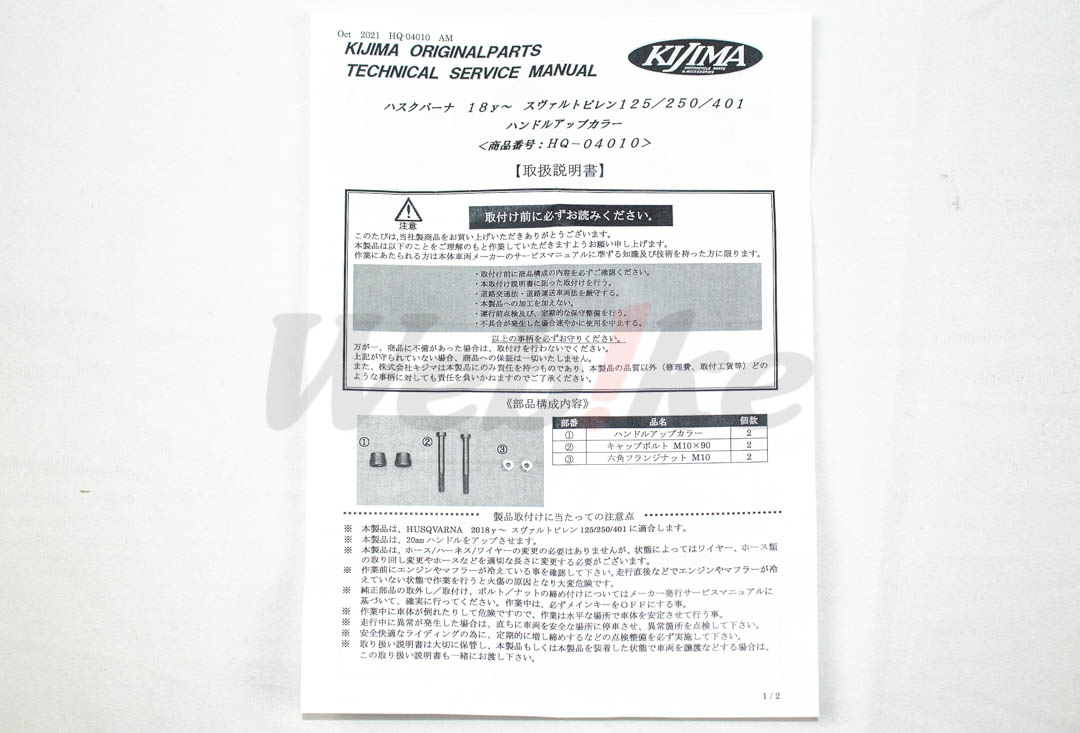 Oct 2021 HQ-04010 AM
KIJIMA ORIGINALPARTS
TECHNICAL SERVICE MANUAL
KIJIMA
MOTORCYCLE PARTS
& ACCESSORIES
ハスクバーナ 18y～ スヴァルトピレン125／250／401
ハンドルアップカラー
＜商品番号：HQ－04010＞
【取扱説明書】
注意
取付け前に必ずお読みください。
このたびは,当社製商品をお買い上げいただきありがとうございます。
本製品は以下のことをご理解のもと作業していただきますようお願い申し上げます。
作業にあたられる方は本体車両メーカーのサービスマニュアルに準ずる知識及び技術を持った方に限ります。
・取付け前に商品構成の内容を必ずご確認ください。
・本取付け説明書に則った取付けを行う。
・道路交通法・道路運送車両法を厳守する。
・本製品への加工を加えない。
・運行前点検及び、定期的な保守整備を行う。
・不具合が発生した場合速やかに使用を中止する。
以上の事柄を必ずお守りください。
万が一、商品に不備があった場合は、取付けを行わないでください。
上記が守られていない場合、商品への保証は一切いたしません。
また、株式会社キジマは本製品にのみ責任を持つものであり、本製品の品質以外（修理費、取付工賃等）どの
ような事柄に対しても責任を負いかねますのでご了承ください。
Web!ke
《部品構成内容》
① ② ③
部番 品名 個数
① ハンドルアップカラー 2
② キャップボルト M10×90 2
③ 六角フランジナット M10 2
製品取付けに当たっての注意点
※ 本製品は、HUSQVARNA 2018y～ スヴァルトピレン125/250/401に適合します。
※ 本製品は、20mmハンドルをアップさせます。
※ 本製品は、ホース/ハーネス/ワイヤーの変更の必要はありませんが、状態によってはワイヤー、ホース類
の取り回し変更やホースなどを適切な長さに変更する必要がございます。
※ 作業前にエンジンやマフラーが冷えている事を確認して下さい。走行直後などでエンジンやマフラーが冷
えていない状態で作業を行うと火傷の原因となり大変危険です。
※ 純正部品の取外し／取付け、ボルト／ナットの締め付けについてはメーカー発行サービスマニュアルに
基づいて、確実に行ってください。作業中は、必ずメインキーをOFFにする事。
※ 作業中に車体が倒れたりして危険ですので、作業は水平な場所で車体を安定させて行う事。
※ 走行中に異常が発生した場合は、直ちに車両を安全な場所に停車させ、異常箇所を点検して下さい。
※ 安全快適なライディングの為に、定期的に増し締めするなどの点検整備を必ず実施して下さい。
※ 取り扱い説明書は大切に保管し、本製品もしくは本製品を装着した状態で車両を譲渡などする場合は、
この取り扱い説明書も一緒にお渡し下さい。
1/2